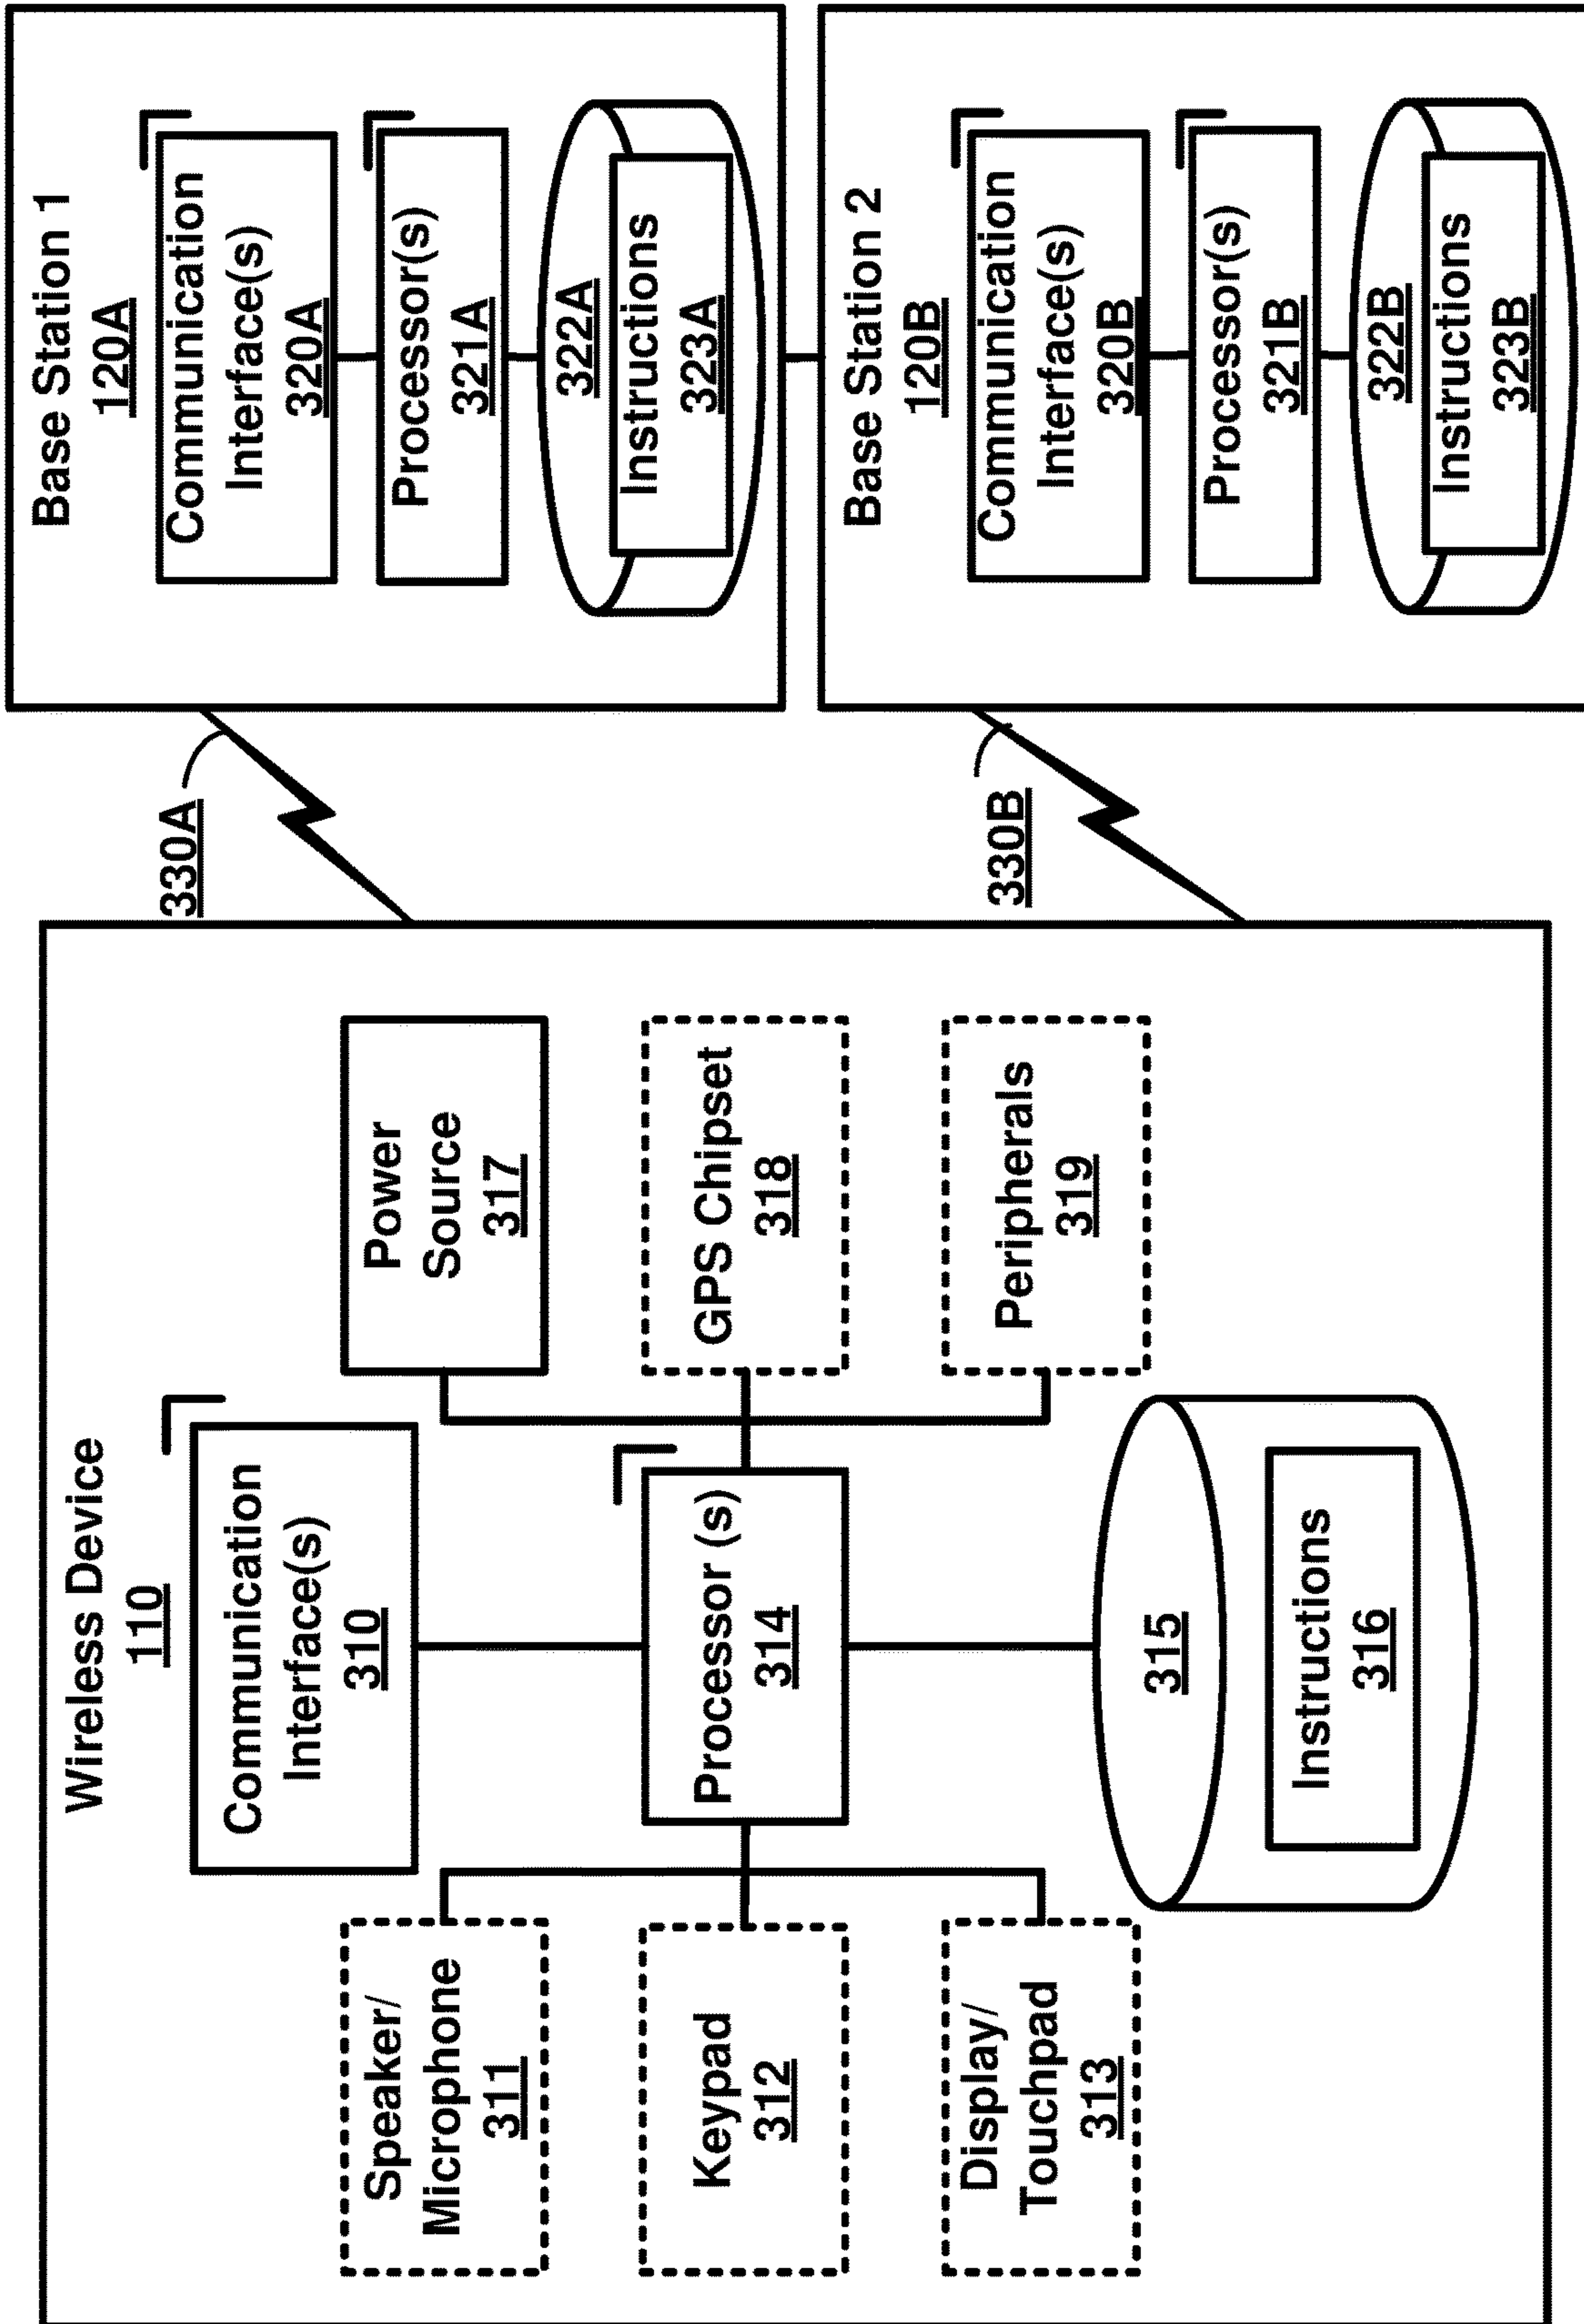 Wireless Device
110
Communication
Interface(s)
310
Speaker/
Microphone
311
Power
Source
317
Keypad
312
Processor (s)
314
GPS Chipset
318
Display/
Touchpad
313
Peripherals
319
315
Instructions
316
330A
330B
Base Station 1
120A
Communication
Interface(s)
320A
Processor(s)
321A
322A
Instructions
323A
Base Station 2
120B
Communication
Interface(s)
320B
Processor(s)
321B
322B
Instructions
323B